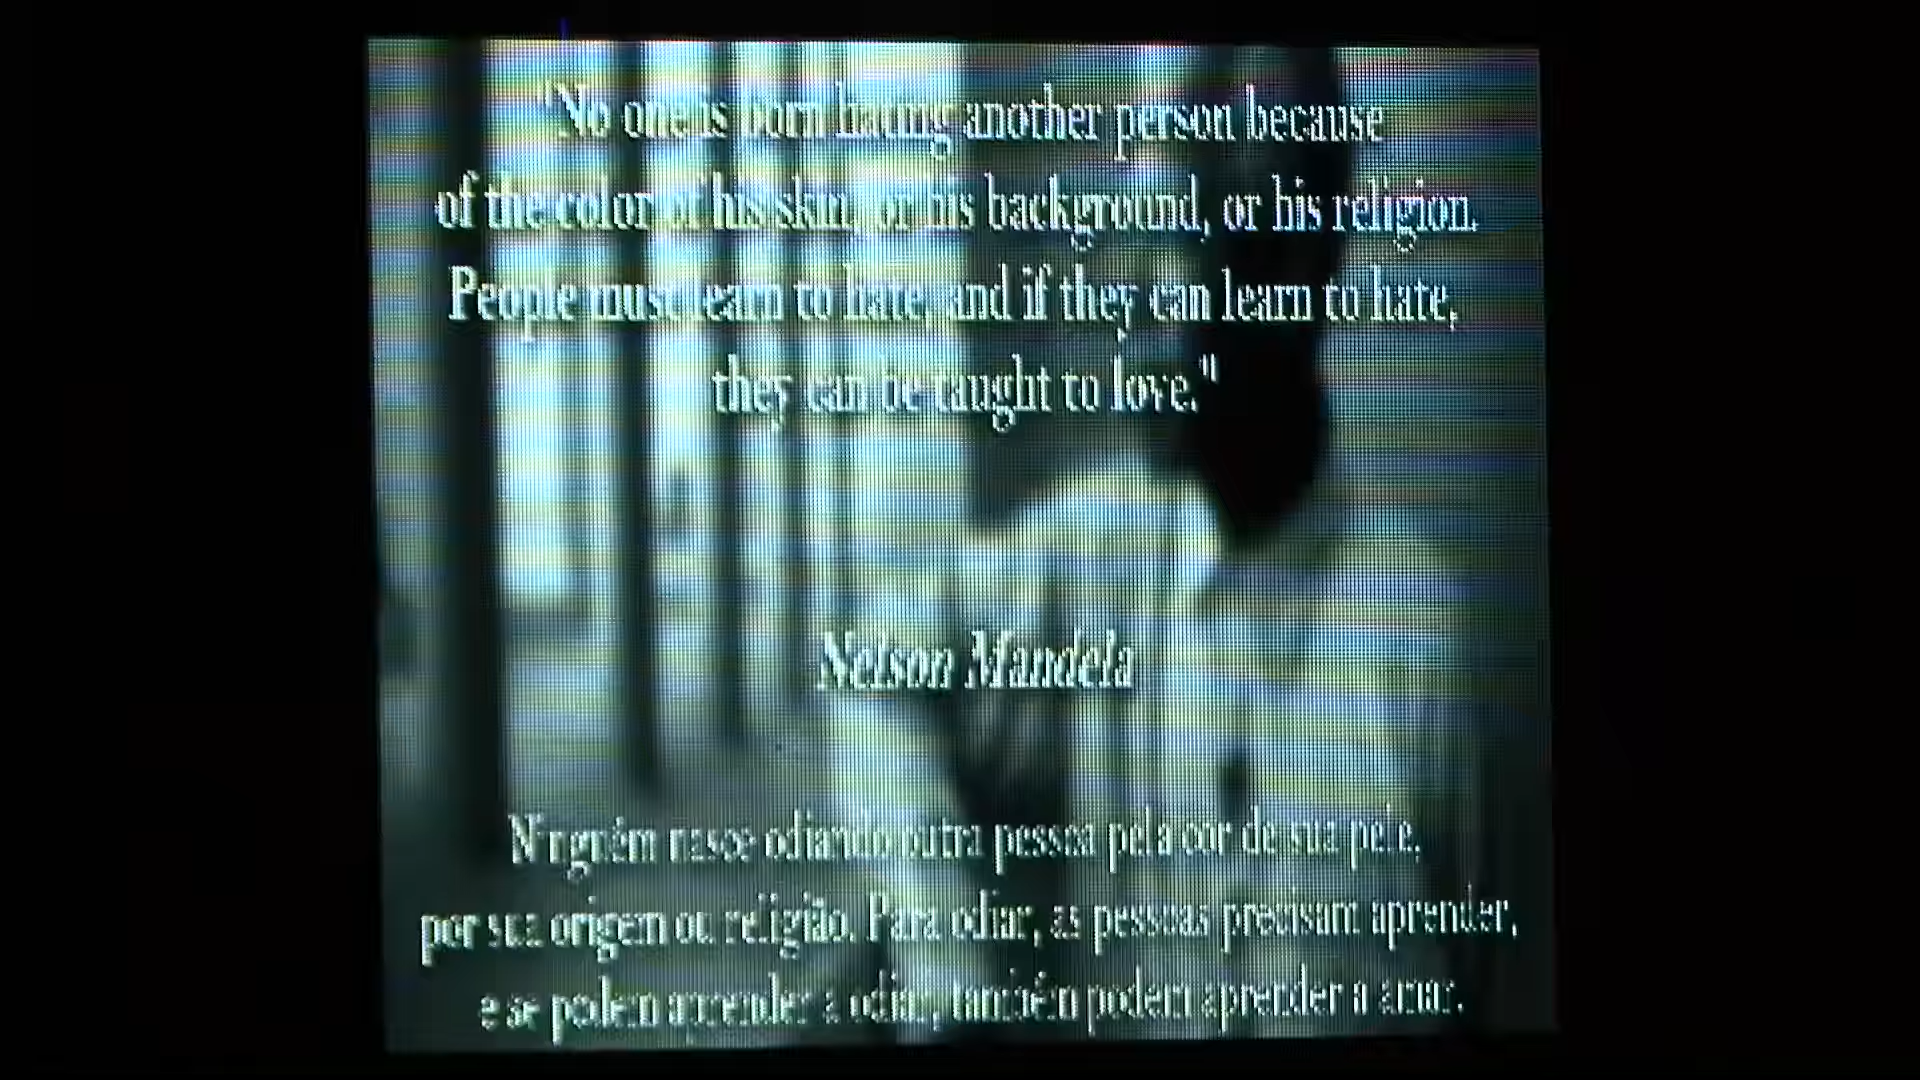 "No one is born hating another person because
of the color of his skin, or his background, or his religion.
People must learn to hate, and if they can learn to hate,
they can be taught to love."
Nelson Mandela
Ninguém nasce odiando outra pessoa pela cor de sua pele,
por sua origem ou religião. Para odiar, as pessoas precisam aprender,
e se podem aprender a odiar, também podem aprender a amar.